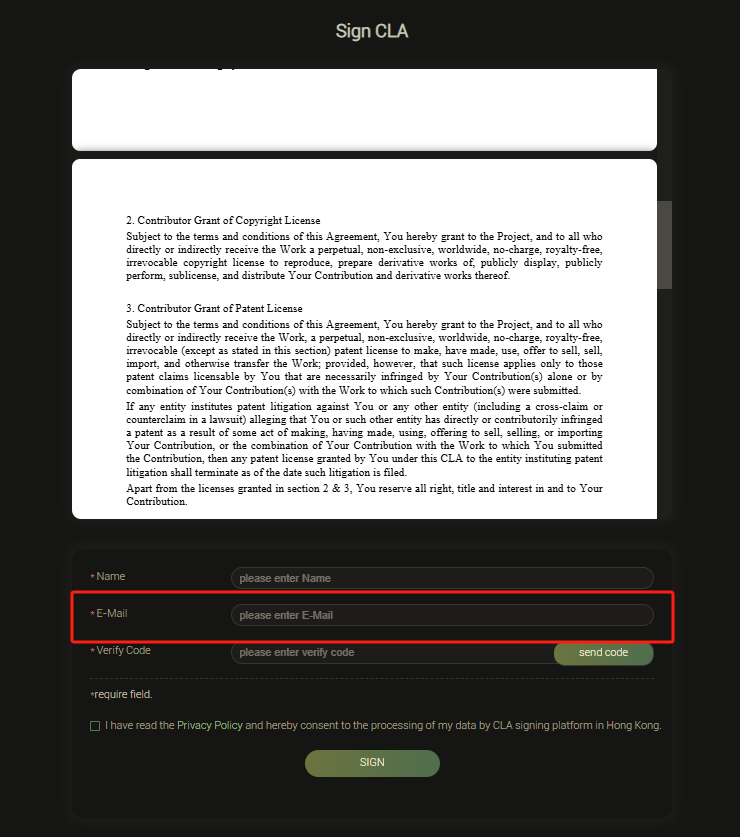 Sign CLA
2. Contributor Grant of Copyright License
Subject to the terms and conditions of this Agreement, You hereby grant to the Project, and to all who
directly or indirectly receive the Work a perpetual, non-exclusive, worldwide, no-charge, royalty-free,
irrevocable copyright license to reproduce, prepare derivative works of, publicly display, publicly
perform, sublicense, and distribute Your Contribution and derivative works thereof.
3. Contributor Grant of Patent License
Subject to the terms and conditions of this Agreement, You hereby grant to the Project, and to all who
directly or indirectly receive the Work, a perpetual, non-exclusive, worldwide, no-charge, royalty-free,
irrevocable (except as stated in this section) patent license to make, have made, use, offer to sell, sell,
import, and otherwise transfer the Work; provided, however, that such license applies only to those
patent claims licensable by You that are necessarily infringed by Your Contribution(s) alone or by
combination of Your Contribution(s) with the Work to which such Contribution(s) were submitted.
If any entity institutes patent litigation against You or any other entity (including a cross-claim or
counterclaim in a lawsuit) alleging that You or such other entity has directly or contributorily infringed
a patent as a result of some act of making, having made, using, offering to sell, selling, or importing
Your Contribution, or the combination of Your Contribution with the Work to which You submitted
the Contribution, then any patent license granted by You under this CLA to the entity instituting patent
litigation shall terminate as of the date such litigation is filed.
Apart from the licenses granted in section 2 & 3, You reserve all right, title and interest in and to Your
Contribution.
*Name please enter Name
*E-Mail please enter E-Mail
*Verify Code please enter verify code send code
*require field.
I have read the Privacy Policy and hereby consent to the processing of my data by CLA signing platform in Hong Kong.
SIGN